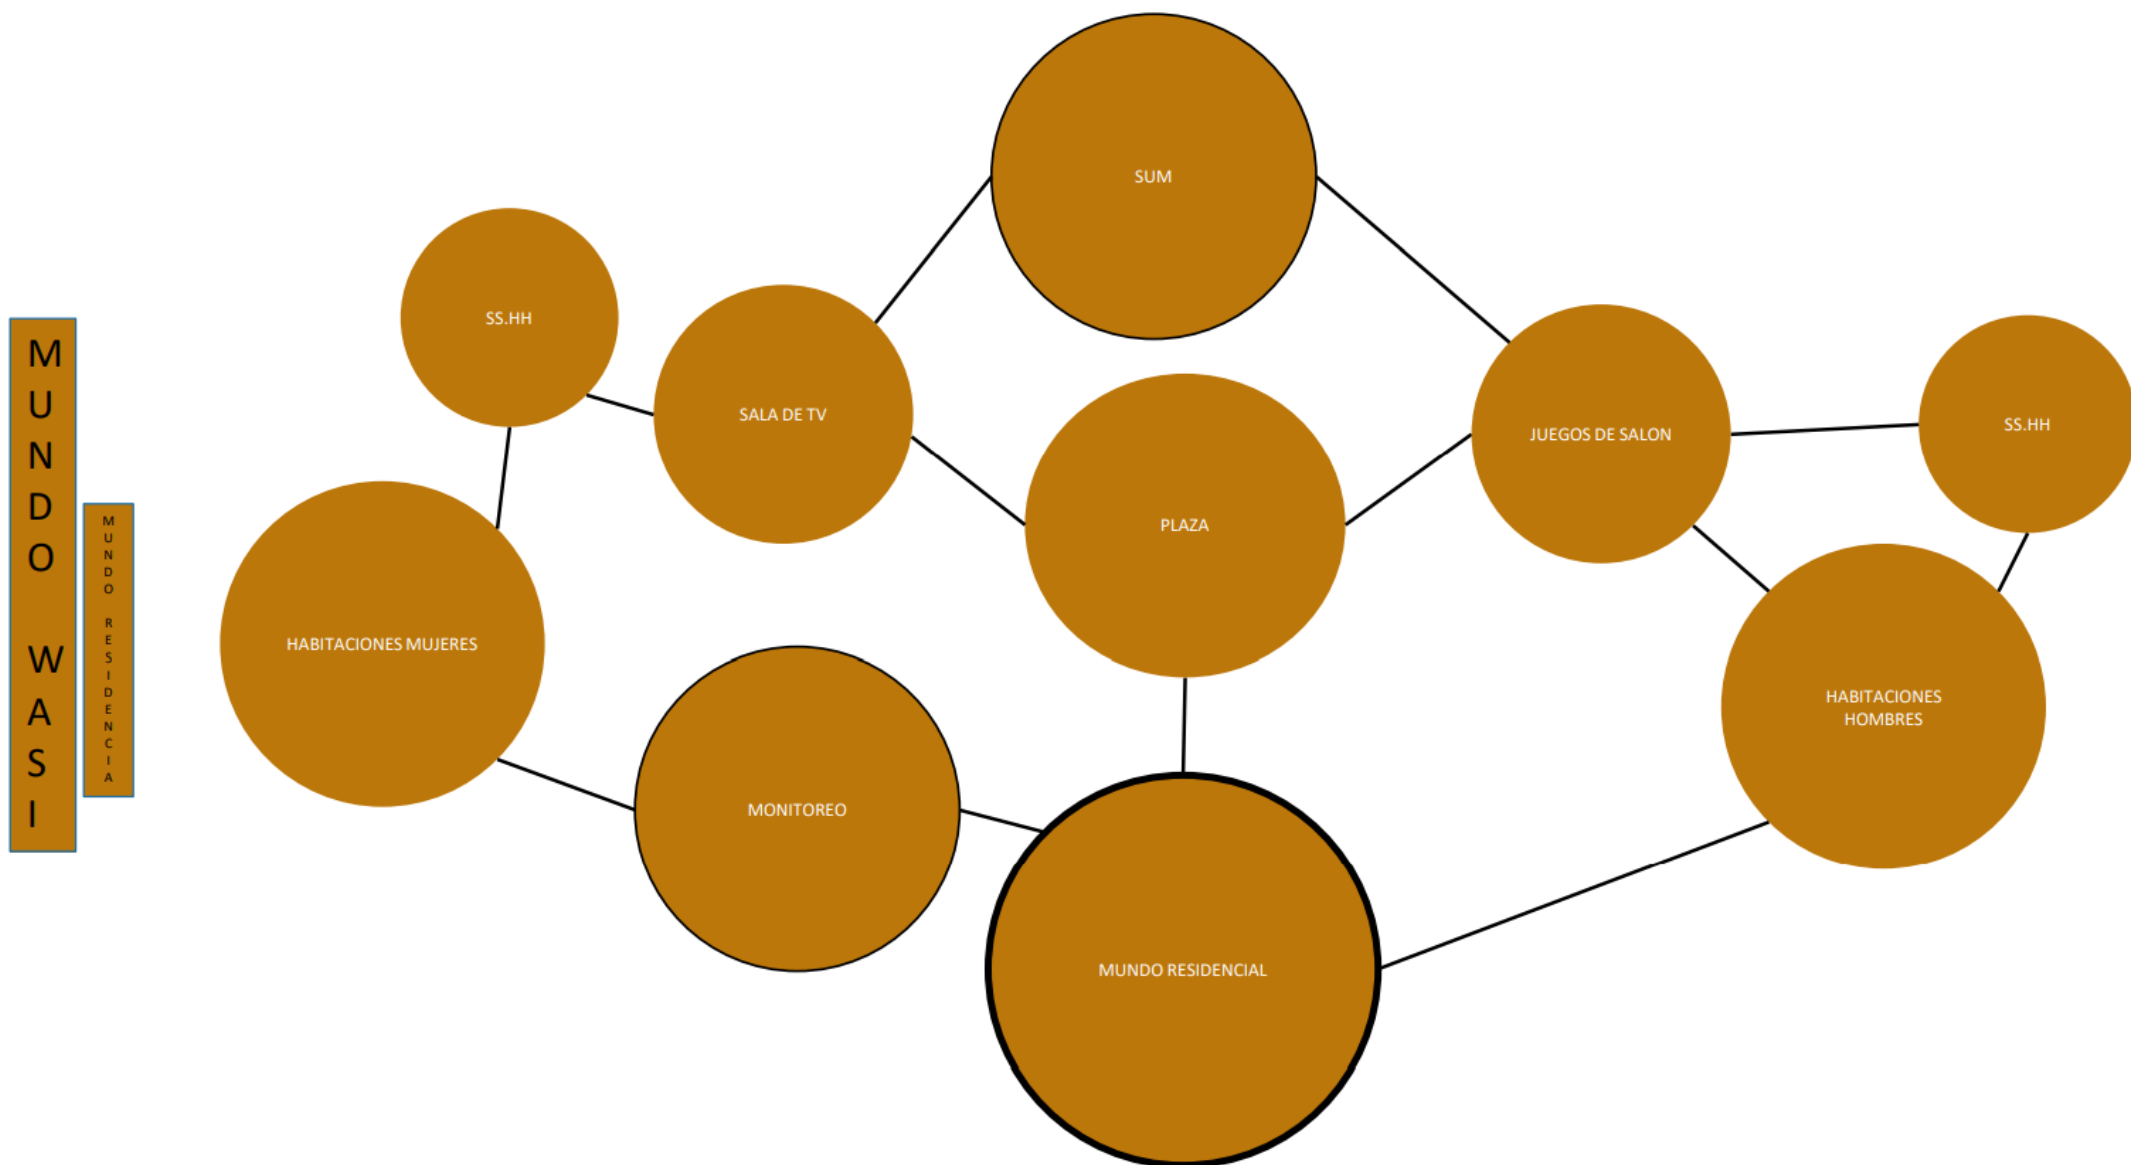 MUNDO WASI
MUNDO RESIDENCIA
SUM
SS.HH
SALA DE TV
JUEGOS DE SALON
SS.HH
PLAZA
HABITACIONES MUJERES
HABITACIONES
HOMBRES
MONITOREO
MUNDO RESIDENCIAL